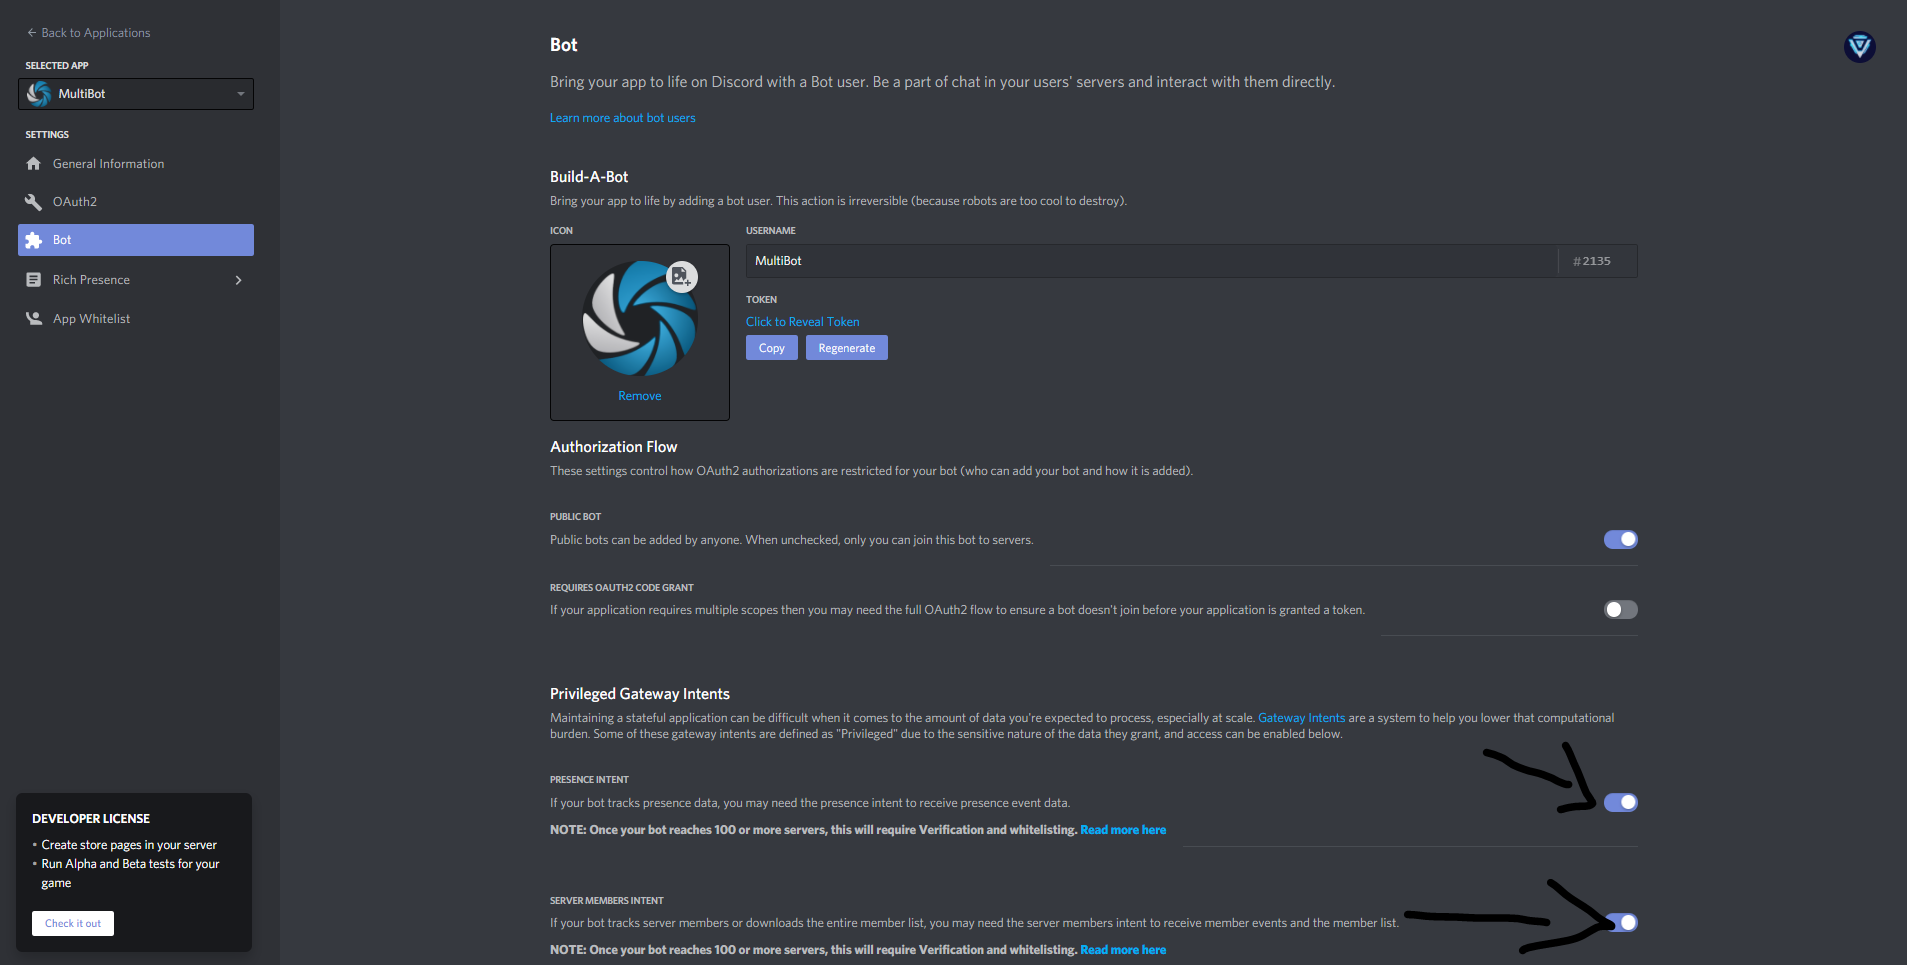 ← Back to Applications
SELECTED APP
MultiBot
SETTINGS
General Information
OAuth2
Bot
Rich Presence
App Whitelist
DEVELOPER LICENSE
• Create store pages in your server
• Run Alpha and Beta tests for your
game
Check it out
Bot
Bring your app to life on Discord with a Bot user. Be a part of chat in your users' servers and interact with them directly.
Learn more about bot users
Build-A-Bot
Bring your app to life by adding a bot user. This action is irreversible (because robots are too cool to destroy).
ICON
Remove
USERNAME
MultiBot #2135
TOKEN
Click to Reveal Token
Copy Regenerate
Authorization Flow
These settings control how OAuth2 authorizations are restricted for your bot (who can add your bot and how it is added).
PUBLIC BOT
Public bots can be added by anyone. When unchecked, only you can join this bot to servers.
REQUIRES OAUTH2 CODE GRANT
If your application requires multiple scopes then you may need the full OAuth2 flow to ensure a bot doesn't join before your application is granted a token.
Privileged Gateway Intents
Maintaining a stateful application can be difficult when it comes to the amount of data you're expected to process, especially at scale. Gateway Intents are a system to help you lower that computational
burden. Some of these gateway intents are defined as "Privileged" due to the sensitive nature of the data they grant, and access can be enabled below.
PRESENCE INTENT
If your bot tracks presence data, you may need the presence intent to receive presence event data.
NOTE: Once your bot reaches 100 or more servers, this will require Verification and whitelisting. Read more here
SERVER MEMBERS INTENT
If your bot tracks server members or downloads the entire member list, you may need the server members intent to receive member events and the member list.
NOTE: Once your bot reaches 100 or more servers, this will require Verification and whitelisting. Read more here